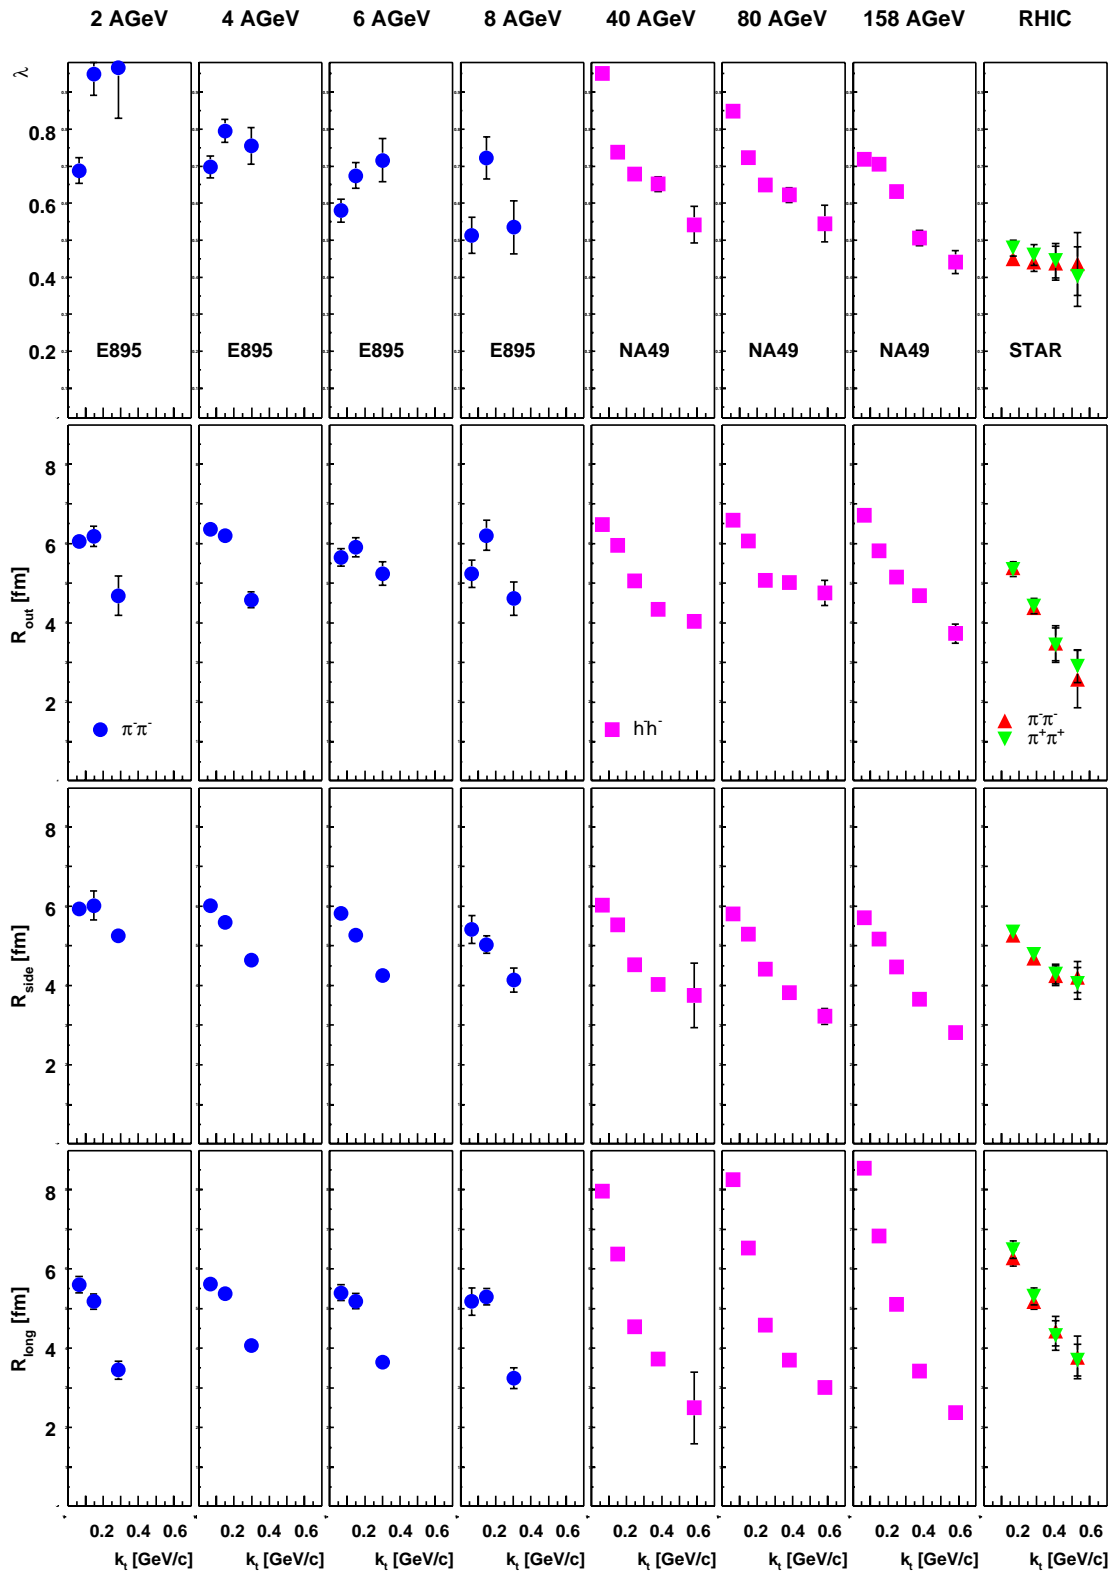 2 AGeV 4 AGeV 6 AGeV 8 AGeV 40 AGeV 80 AGeV 158 AGeV RHIC
λ
0.8
0.6
0.4
0.2
E895 E895 E895 E895 NA49 NA49 NA49 STAR
R_out [fm]
8
6
4
2
π⁻π⁻
h⁻h⁻
π⁻π⁻
π⁺π⁺
R_side [fm]
8
6
4
2
R_long [fm]
8
6
4
2
0.2 0.4 0.6 0.2 0.4 0.6 0.2 0.4 0.6 0.2 0.4 0.6 0.2 0.4 0.6 0.2 0.4 0.6 0.2 0.4 0.6 0.2 0.4 0.6
k_t [GeV/c] k_t [GeV/c] k_t [GeV/c] k_t [GeV/c] k_t [GeV/c] k_t [GeV/c] k_t [GeV/c] k_t [GeV/c]